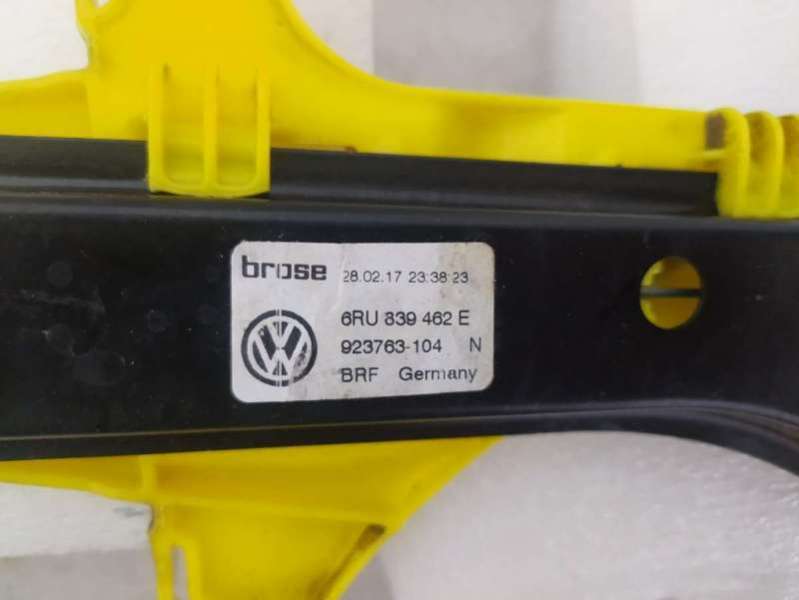 brose 28.02.17 23:38:23
6RU 839 462 E
923763-104 N
BRF Germany